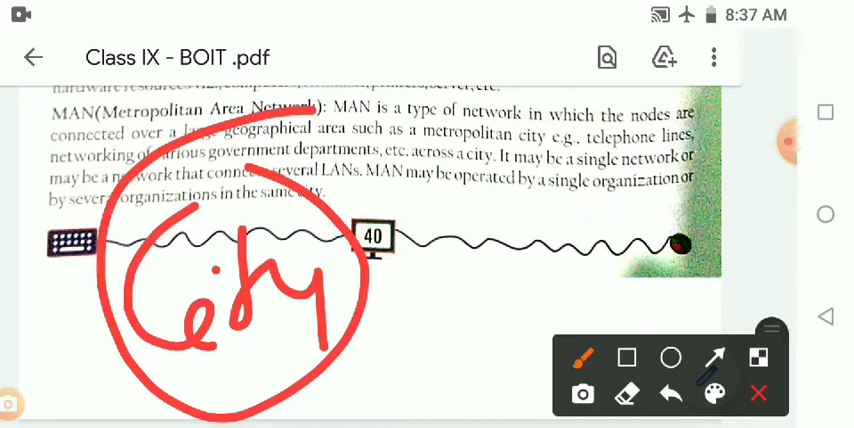 8:37 AM
Class IX - BOIT .pdf
MAN(Metropolitan Area Network): MAN is a type of network in which the nodes are
connected over a large geographical area such as a metropolitan city e.g., telephone lines,
networking of various government departments, etc. across a city. It may be a single network or
may be a network that connects several LANs. MAN may be operated by a single organization or
by several organizations in the same city.
40
City